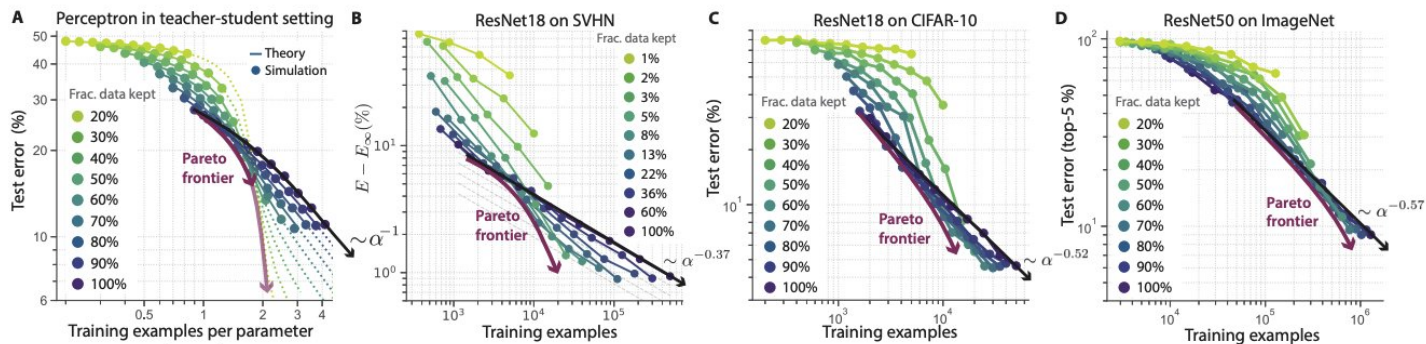 A Perceptron in teacher-student setting
Test error (%)
50
40
30
20
10
6
Theory
Simulation
Frac. data kept
20%
30%
40%
50%
60%
70%
80%
90%
100%
Pareto
frontier
∼ α⁻¹
0.5 1 2 3 4
Training examples per parameter
B ResNet18 on SVHN
E − E∞(%)
10¹
10⁰
Frac. data kept
1%
2%
3%
5%
8%
13%
22%
36%
60%
100%
Pareto
frontier
∼ α⁻⁰·³⁷
10³ 10⁴ 10⁵
Training examples
C ResNet18 on CIFAR-10
Test error (%)
10¹
Frac. data kept
20%
30%
40%
50%
60%
70%
80%
90%
100%
Pareto
frontier
∼ α⁻⁰·⁵²
10³ 10⁴
Training examples
D ResNet50 on ImageNet
Test error (top-5 %)
10²
10¹
Frac. data kept
20%
30%
40%
50%
60%
70%
80%
90%
100%
Pareto
frontier
∼ α⁻⁰·⁵⁷
10⁴ 10⁵ 10⁶
Training examples